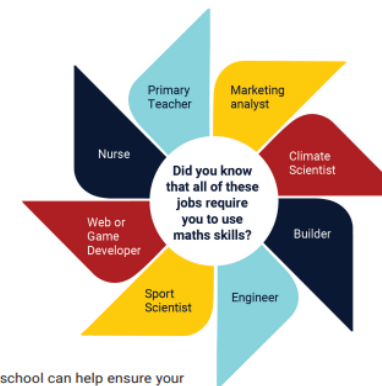 Primary
Teacher
Marketing
analyst
Climate
Scientist
Builder
Engineer
Sport
Scientist
Web or
Game
Developer
Nurse
Did you know
that all of these
jobs require
you to use
maths skills?
school can help ensure your